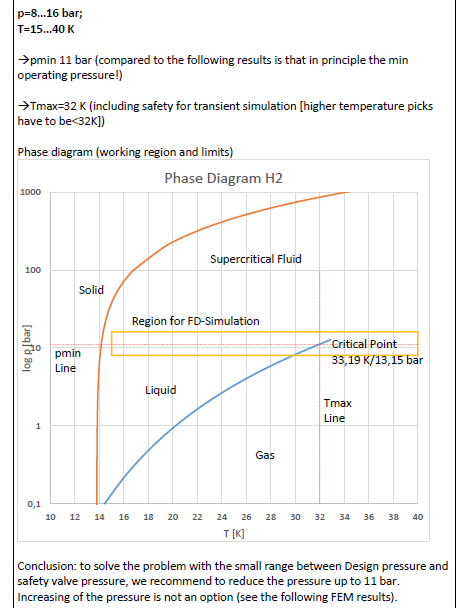 p=8...16 bar;
T=15...40 K
→pmin 11 bar (compared to the following results is that in principle the min
operating pressure!)
→Tmax=32 K (including safety for transient simulation [higher temperature picks
have to be<32K])
Phase diagram (working region and limits)
Phase Diagram H2
1000
Supercritical Fluid
100
Solid
Region for FD-Simulation
log p [bar]
10
pmin
Line
Critical Point
33,19 K/13,15 bar
Liquid
Tmax
Line
1
Gas
0,1
10 12 14 16 18 20 22 24 26 28 30 32 34 36 38 40
T [K]
Conclusion: to solve the problem with the small range between Design pressure and
safety valve pressure, we recommend to reduce the pressure up to 11 bar.
Increasing of the pressure is not an option (see the following FEM results).